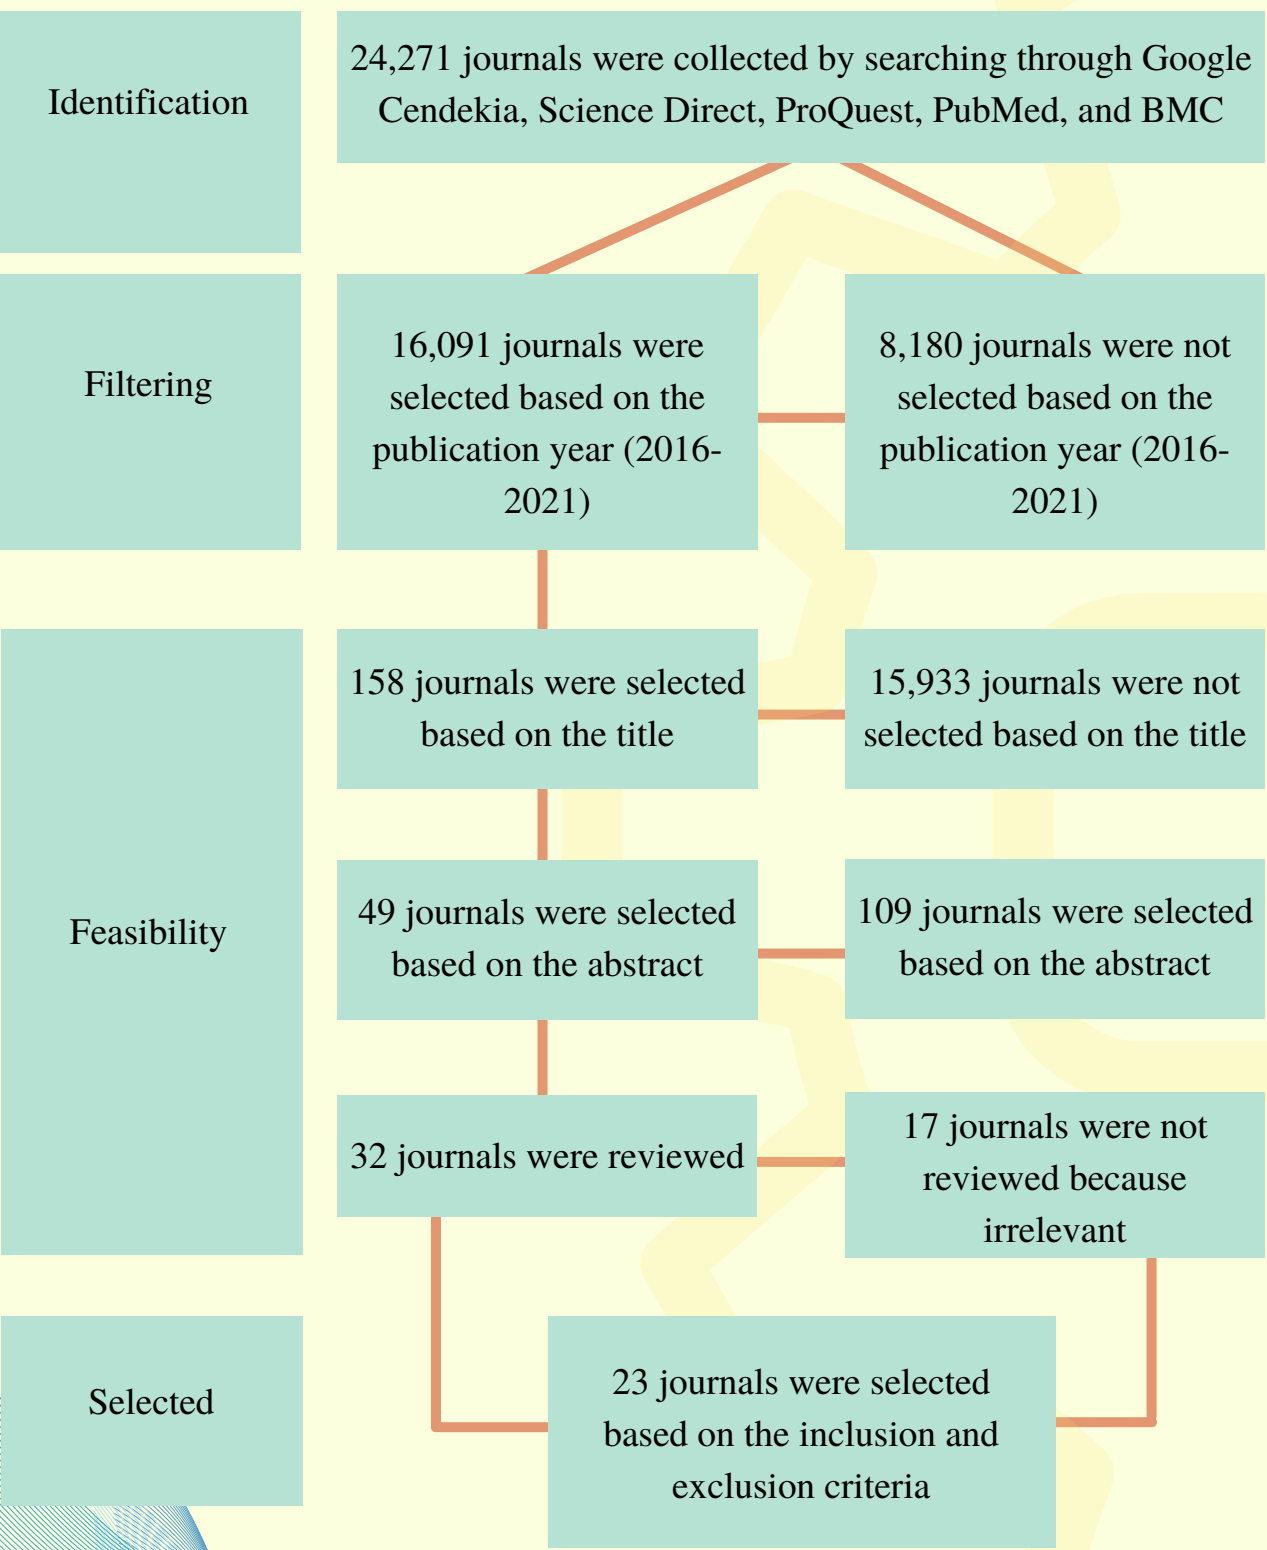 Identification
24,271 journals were collected by searching through Google
Cendekia, Science Direct, ProQuest, PubMed, and BMC
Filtering
16,091 journals were
selected based on the
publication year (2016-
2021)
8,180 journals were not
selected based on the
publication year (2016-
2021)
Feasibility
158 journals were selected
based on the title
15,933 journals were not
selected based on the title
49 journals were selected
based on the abstract
109 journals were selected
based on the abstract
32 journals were reviewed
17 journals were not
reviewed because
irrelevant
Selected
23 journals were selected
based on the inclusion and
exclusion criteria